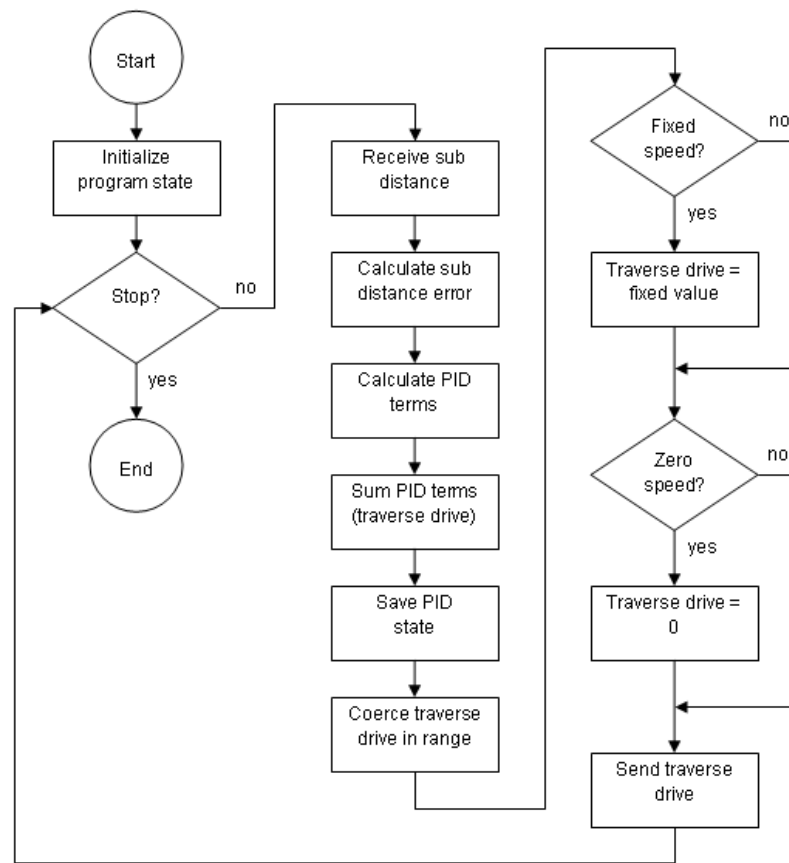 Start
Initialize
program state
Stop?
no
yes
End
Receive sub
distance
Calculate sub
distance error
Calculate PID
terms
Sum PID terms
(traverse drive)
Save PID
state
Coerce traverse
drive in range
Fixed
speed?
no
yes
Traverse drive =
fixed value
Zero
speed?
no
yes
Traverse drive =
0
Send traverse
drive